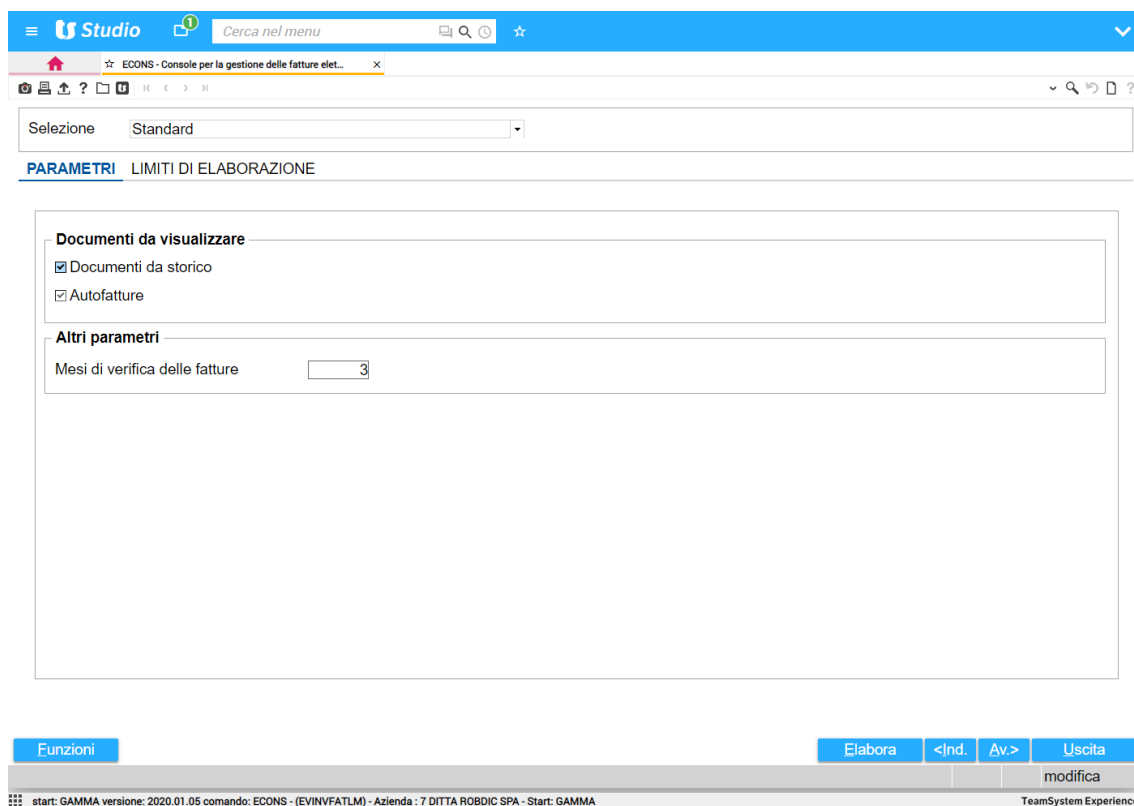 Studio
1
Cerca nel menu
ECONS - Console per la gestione delle fatture elet...
Selezione Standard
PARAMETRI LIMITI DI ELABORAZIONE
Documenti da visualizzare
Documenti da storico
Autofatture
Altri parametri
Mesi di verifica delle fatture 3
Funzioni Elabora <Ind. Av.> Uscita
modifica
start: GAMMA versione: 2020.01.05 comando: ECONS - (EVINVFATLM) - Azienda : 7 DITTA ROBDIC SPA - Start: GAMMA TeamSystem Experienc